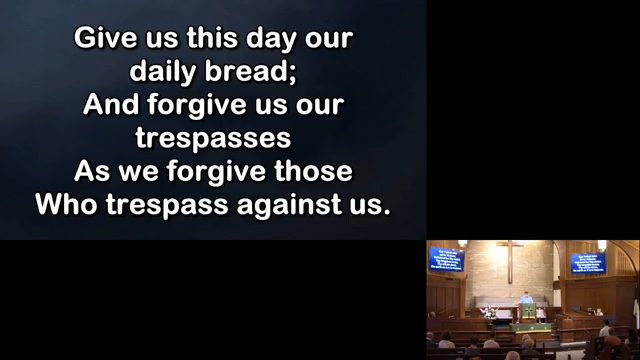 Give us this day our
daily bread;
And forgive us our
trespasses
As we forgive those
Who trespass against us.